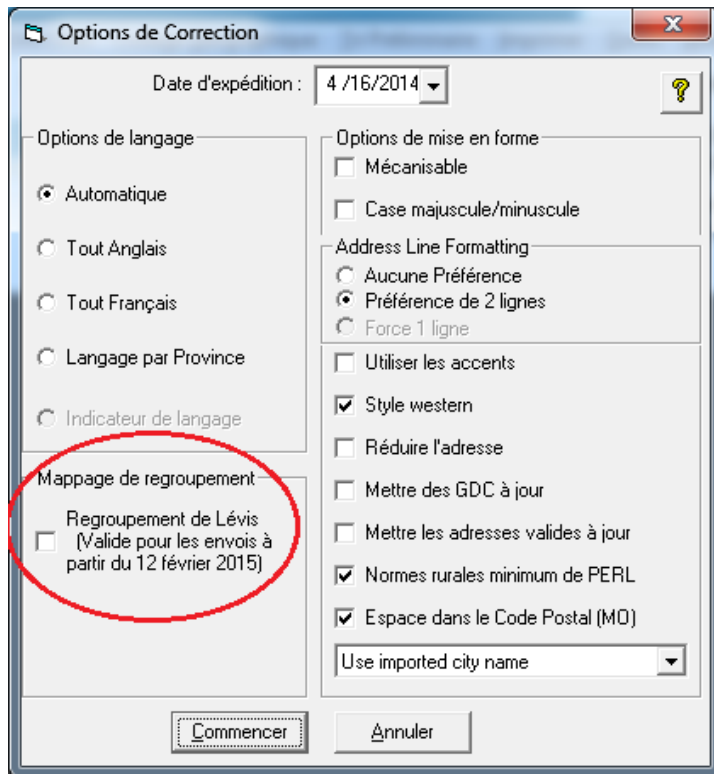 Options de Correction
Date d'expédition :
4 /16/2014
Options de langage
Automatique
Tout Anglais
Tout Français
Langage par Province
Indicateur de langage
Mappage de regroupement
Regroupement de Lévis
(Valide pour les envois à
partir du 12 février 2015)
Options de mise en forme
Mécanisable
Case majuscule/minuscule
Address Line Formatting
Aucune Préférence
Préférence de 2 lignes
Force 1 ligne
Utiliser les accents
Style western
Réduire l'adresse
Mettre des GDC à jour
Mettre les adresses valides à jour
Normes rurales minimum de PERL
Espace dans le Code Postal (MO)
Use imported city name
Commencer
Annuler